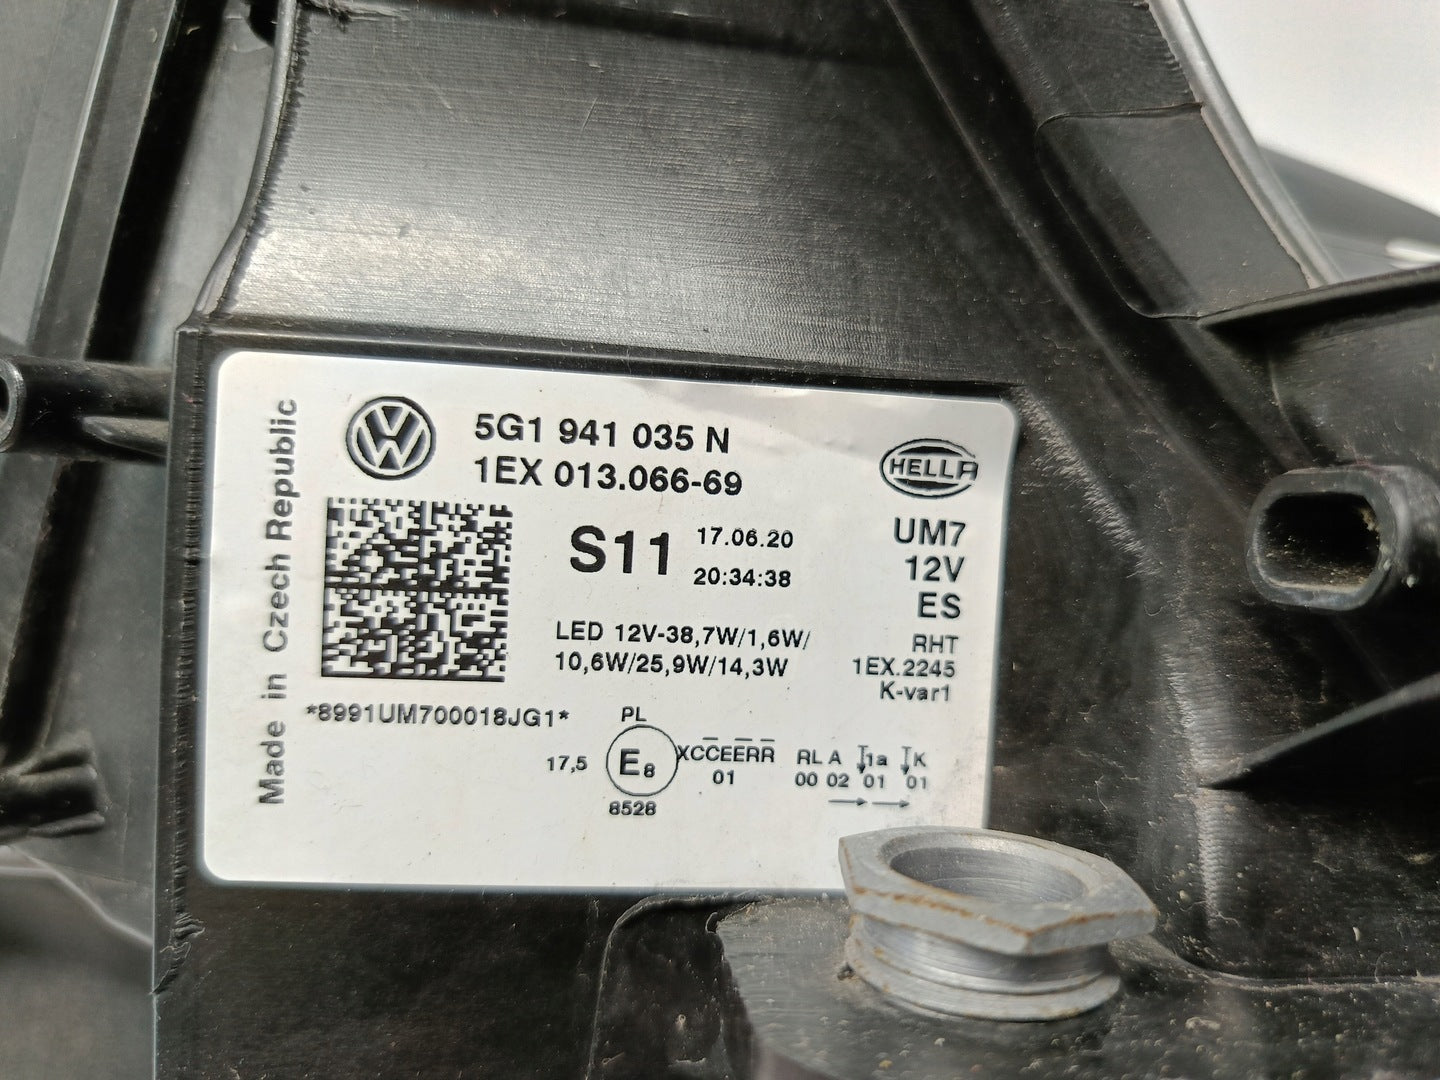 Made in Czech Republic
5G1 941 035 N
1EX 013.066-69
HELLA
S11
17.06.20
20:34:38
UM7
12V
ES
LED 12V-38,7W/1,6W/
10,6W/25,9W/14,3W
RHT
1EX.2245
K-var1
*8991UM700018JG1*
PL
17,5
E8
8528
XCCEERR
01
RL A 1a K
00 02 01 01